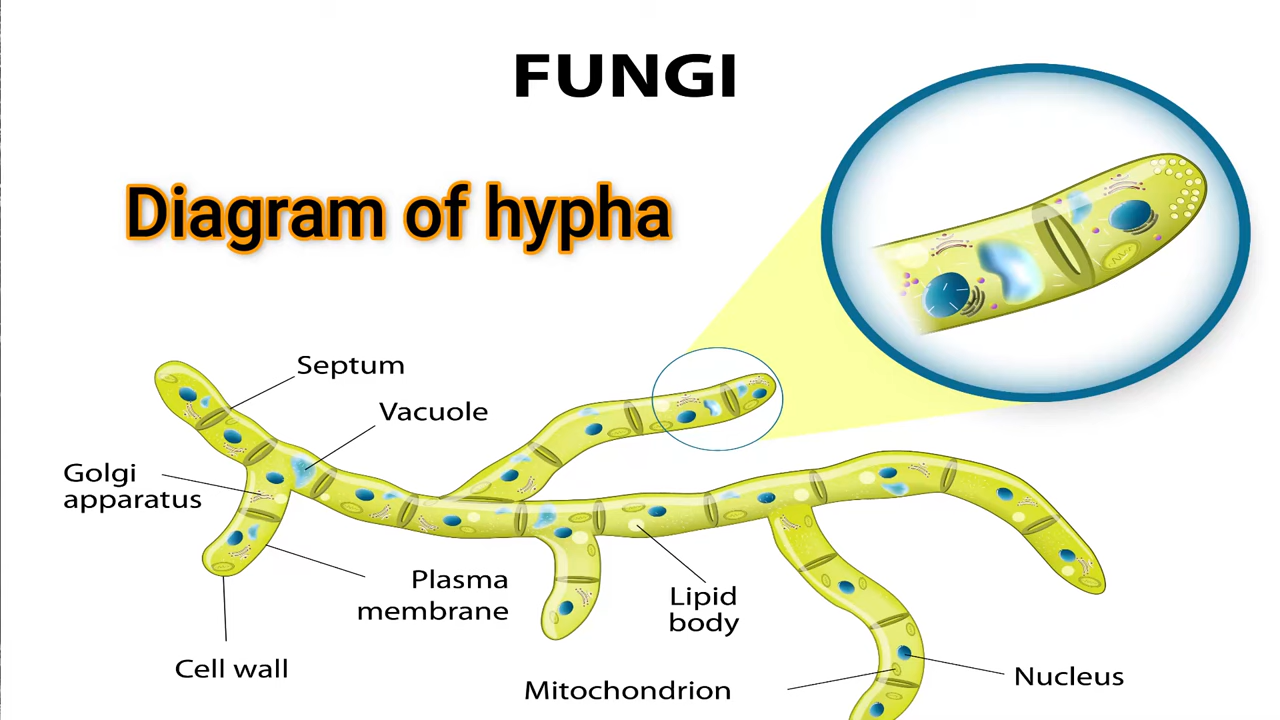 FUNGI
Diagram of hypha
Septum
Vacuole
Golgi
apparatus
Plasma
membrane
Lipid
body
Cell wall
Mitochondrion
Nucleus